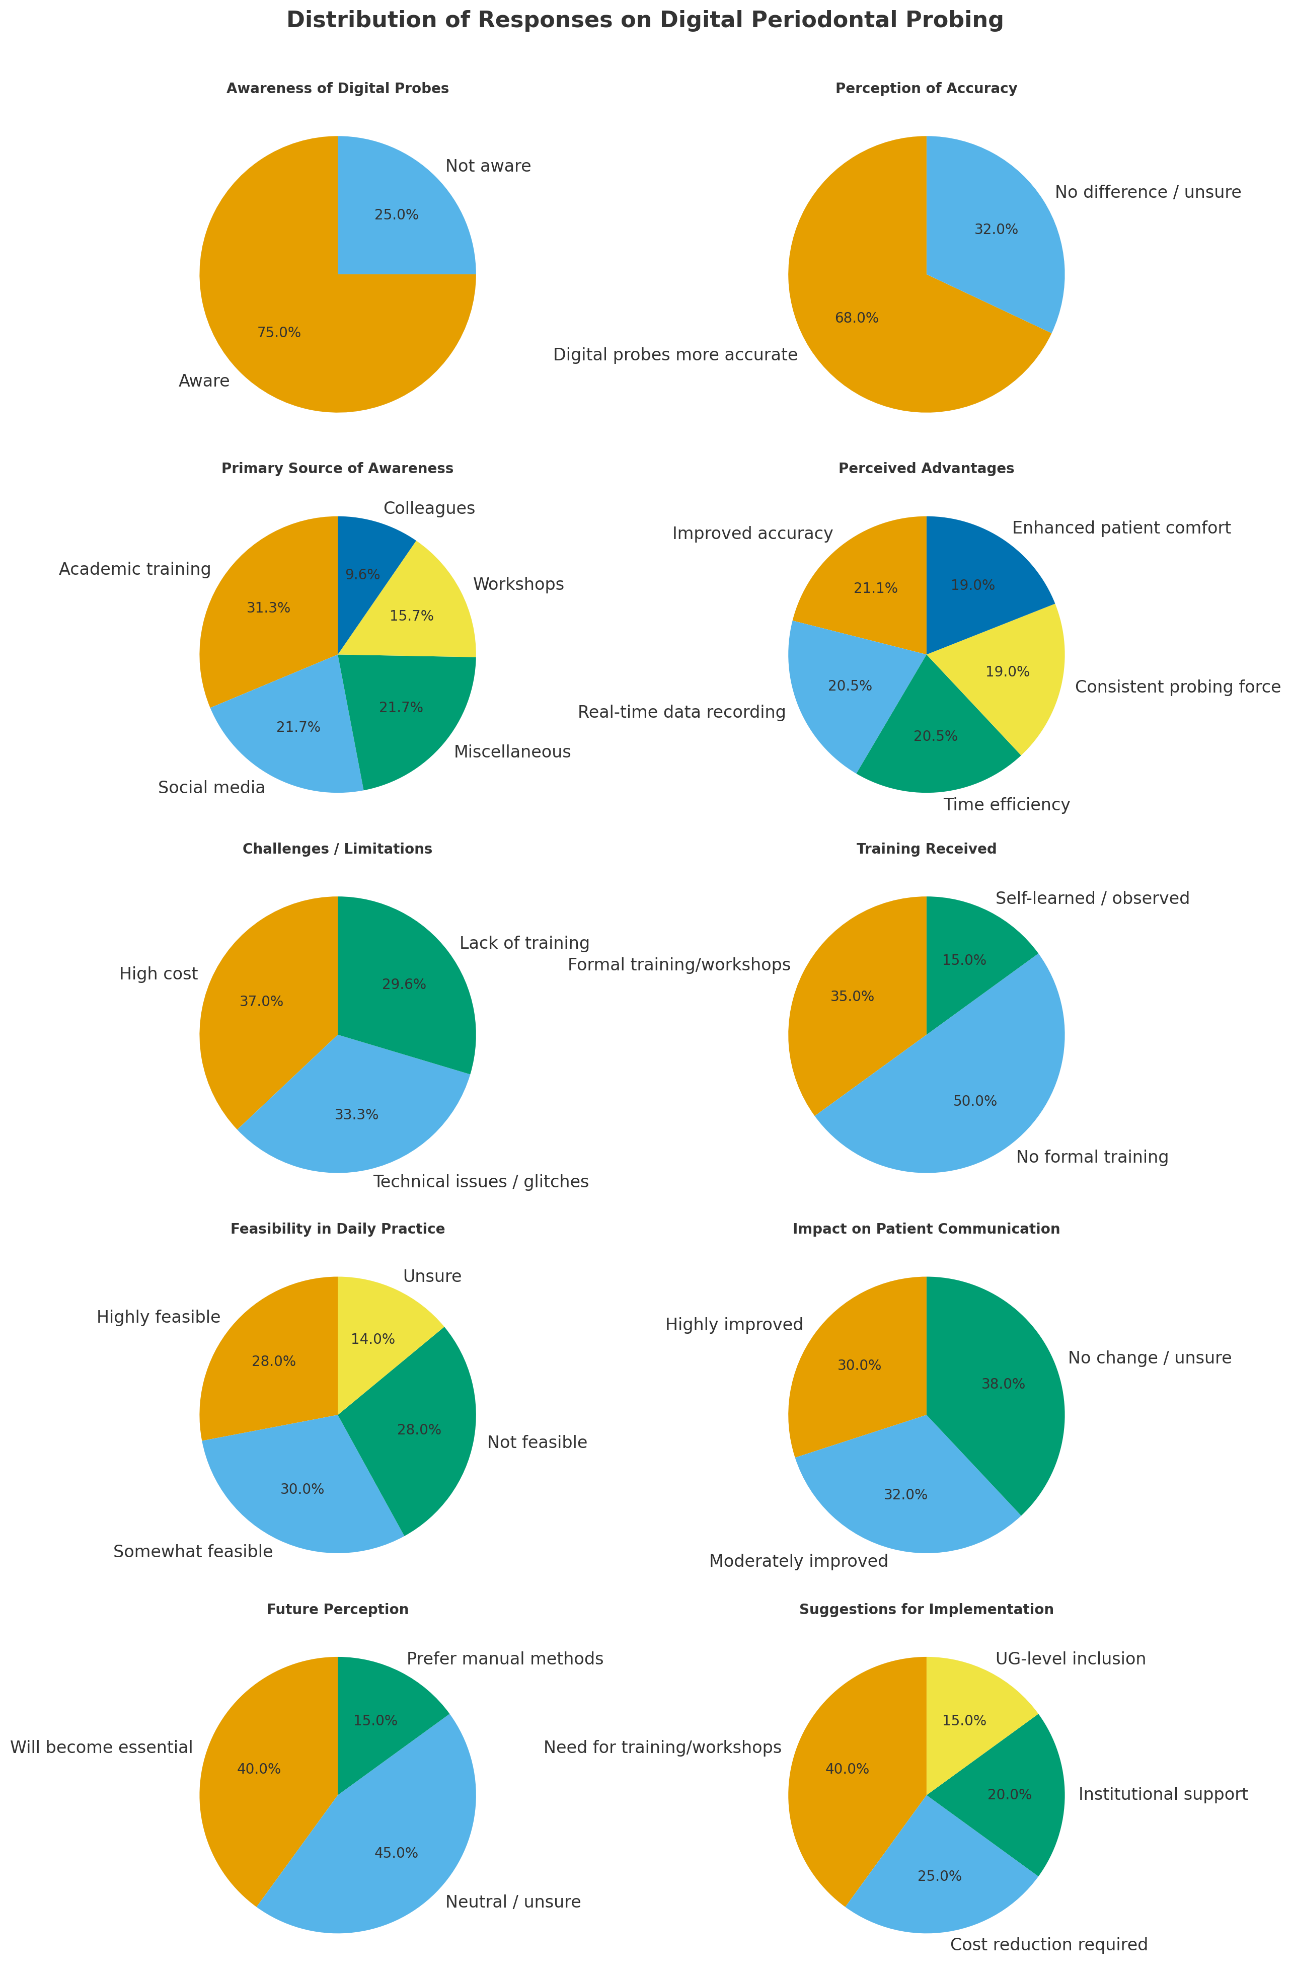 Distribution of Responses on Digital Periodontal Probing
Awareness of Digital Probes
Not aware
25.0%
75.0%
Aware
Perception of Accuracy
No difference / unsure
32.0%
68.0%
Digital probes more accurate
Primary Source of Awareness
Colleagues
Academic training
Workshops
9.6%
31.3%
15.7%
21.7%
21.7%
Miscellaneous
Social media
Perceived Advantages
Enhanced patient comfort
Improved accuracy
19.0%
21.1%
19.0%
Consistent probing force
20.5%
Real-time data recording
20.5%
Time efficiency
Challenges / Limitations
Lack of training
High cost
29.6%
37.0%
33.3%
Technical issues / glitches
Training Received
Self-learned / observed
Formal training/workshops
15.0%
35.0%
50.0%
No formal training
Feasibility in Daily Practice
Unsure
Highly feasible
14.0%
28.0%
28.0%
Not feasible
30.0%
Somewhat feasible
Impact on Patient Communication
Highly improved
No change / unsure
30.0%
38.0%
32.0%
Moderately improved
Future Perception
Prefer manual methods
15.0%
Will become essential
40.0%
45.0%
Neutral / unsure
Suggestions for Implementation
UG-level inclusion
15.0%
Need for training/workshops
40.0%
20.0%
Institutional support
25.0%
Cost reduction required